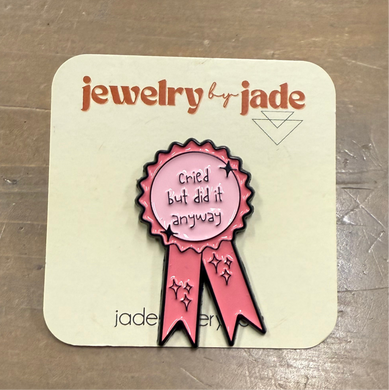 jewelry by jade
cried
but did it
anyway